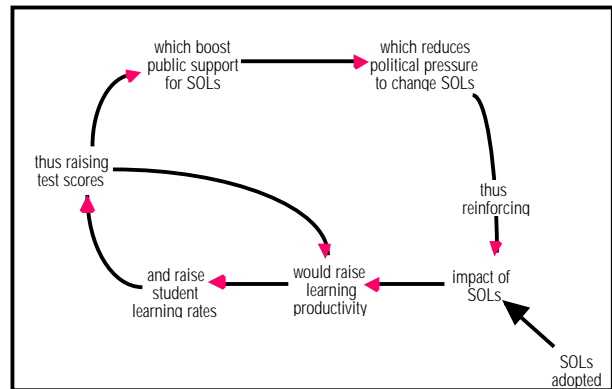 which boost
public support
for SOLs
which reduces
political pressure
to change SOLs
thus raising
test scores
thus
reinforcing
and raise
student
learning rates
would raise
learning
productivity
impact of
SOLs
SOLs
adopted